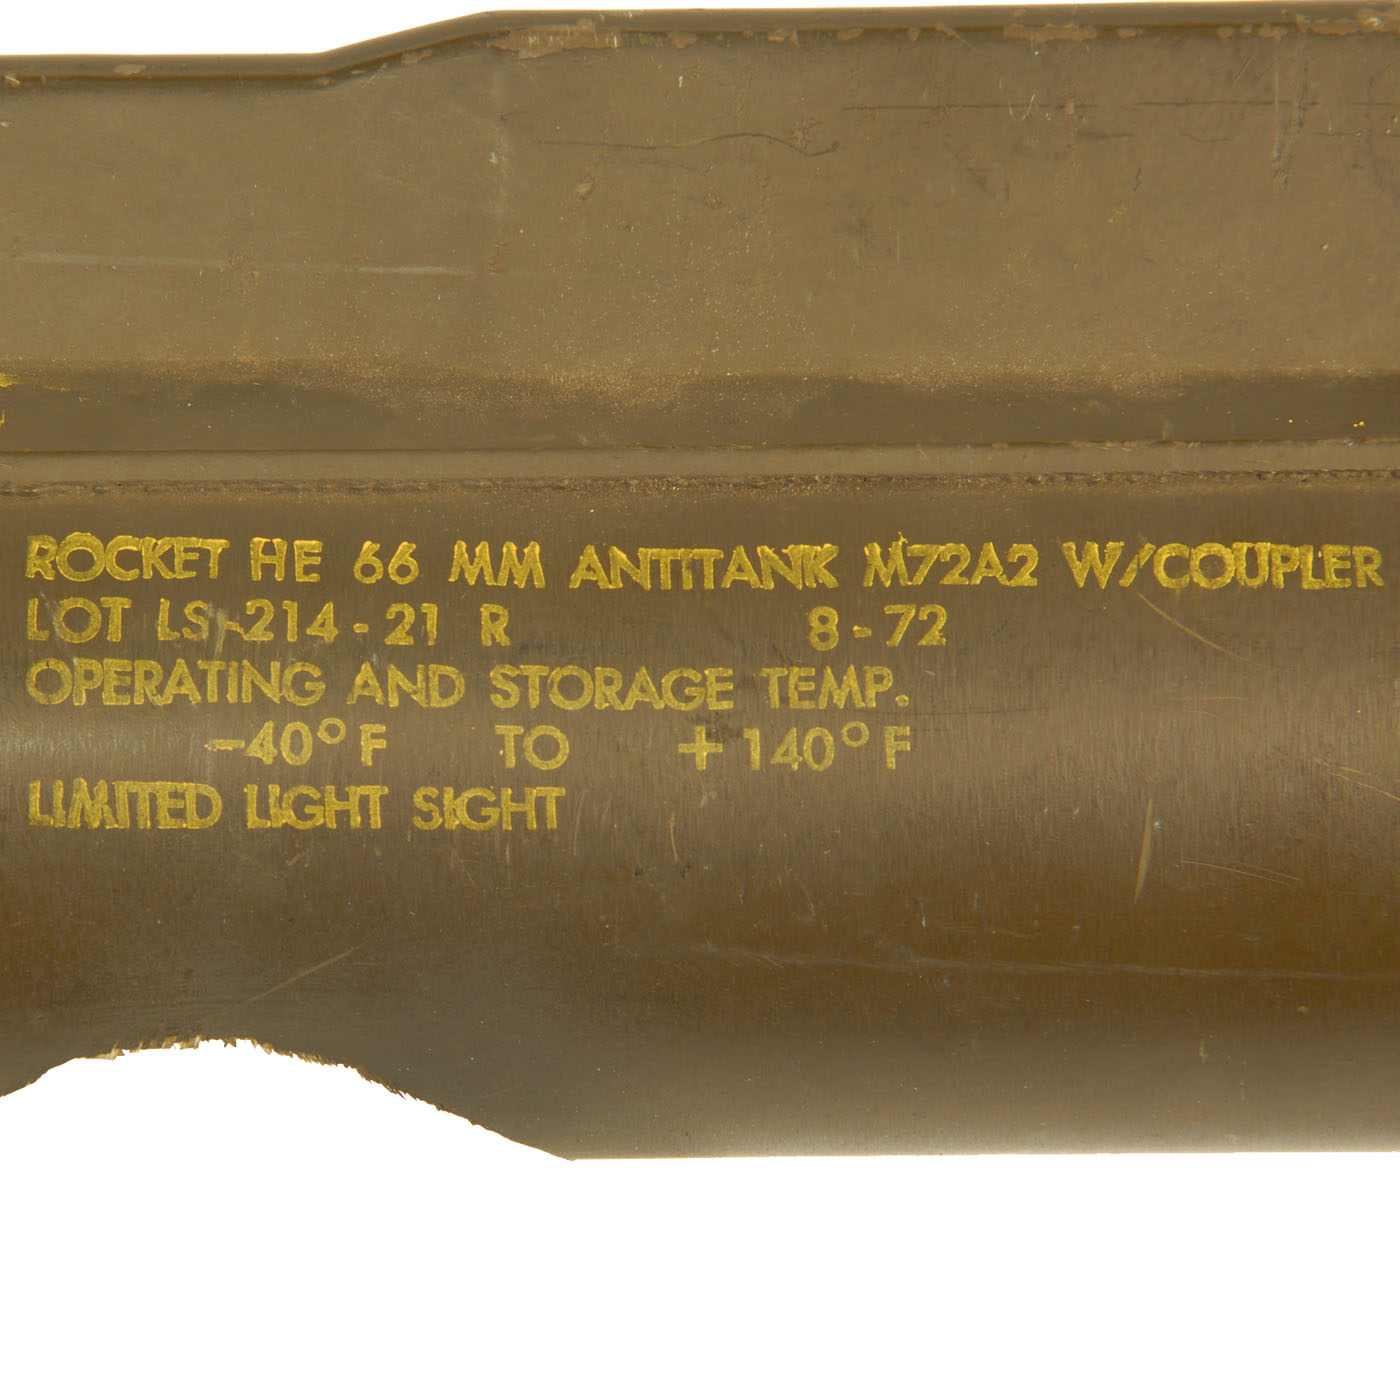 ROCKET HE 66 MM ANTITANK M72A2 W/COUPLER
LOT LS-214-21 R 8-72
OPERATING AND STORAGE TEMP.
-40°F TO +140°F
LIMITED LIGHT SIGHT